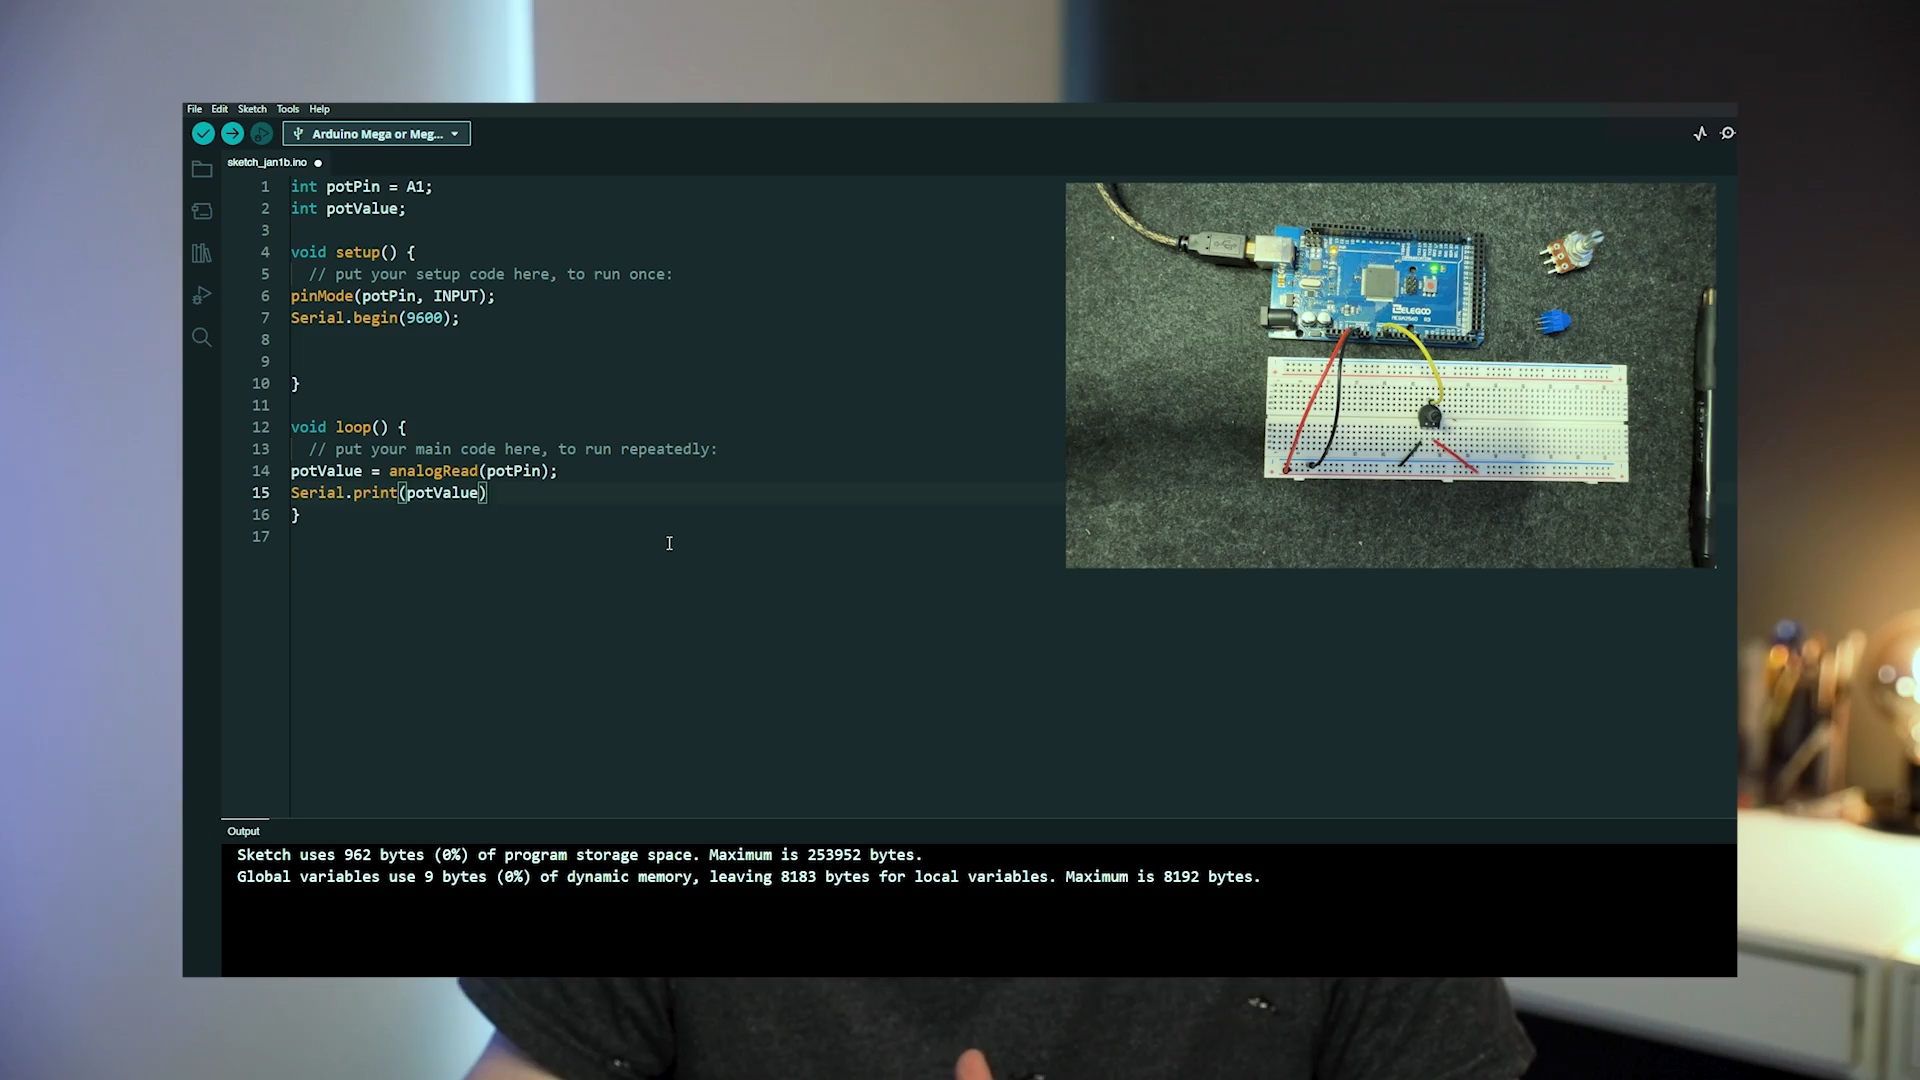 File Edit Sketch Tools Help
Arduino Mega or Meg...
sketch_jan1b.ino
1 int potPin = A1;
2 int potValue;
3
4 void setup() {
5 // put your setup code here, to run once:
6 pinMode(potPin, INPUT);
7 Serial.begin(9600);
8
9
10 }
11
12 void loop() {
13 // put your main code here, to run repeatedly:
14 potValue = analogRead(potPin);
15 Serial.print(potValue)
16 }
17
ELEGOO
MEGA2560 R3
Output
Sketch uses 962 bytes (0%) of program storage space. Maximum is 253952 bytes.
Global variables use 9 bytes (0%) of dynamic memory, leaving 8183 bytes for local variables. Maximum is 8192 bytes.